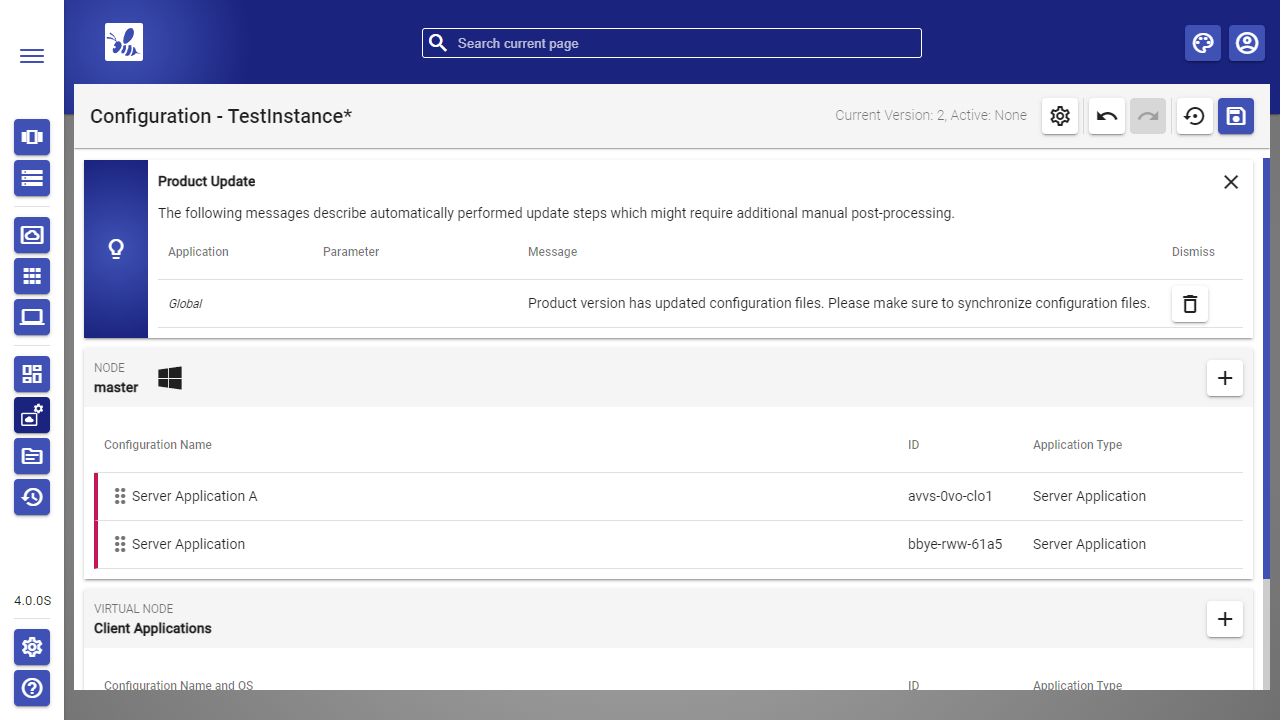 Search current page
Configuration - TestInstance*
Current Version: 2, Active: None
Product Update
The following messages describe automatically performed update steps which might require additional manual post-processing.
Application Parameter Message Dismiss
Global Product version has updated configuration files. Please make sure to synchronize configuration files.
NODE
master
Configuration Name ID Application Type
Server Application A avvs-0vo-clo1 Server Application
Server Application bbye-rww-61a5 Server Application
4.0.0S
VIRTUAL NODE
Client Applications
Configuration Name and OS ID Application Type